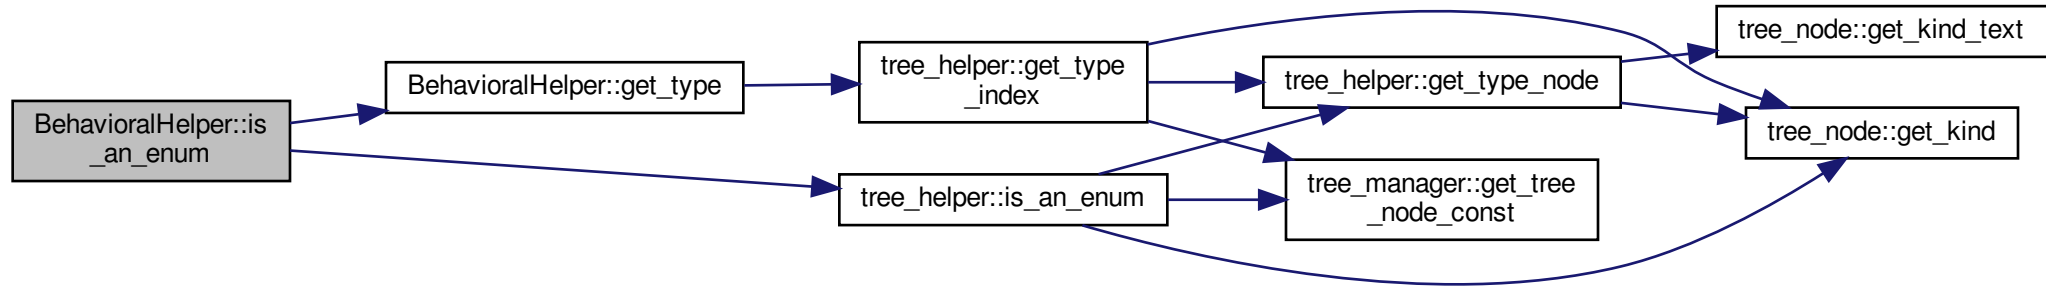 BehavioralHelper::is
_an_enum
BehavioralHelper::get_type
tree_helper::get_type
_index
tree_helper::is_an_enum
tree_helper::get_type_node
tree_manager::get_tree
_node_const
tree_node::get_kind_text
tree_node::get_kind